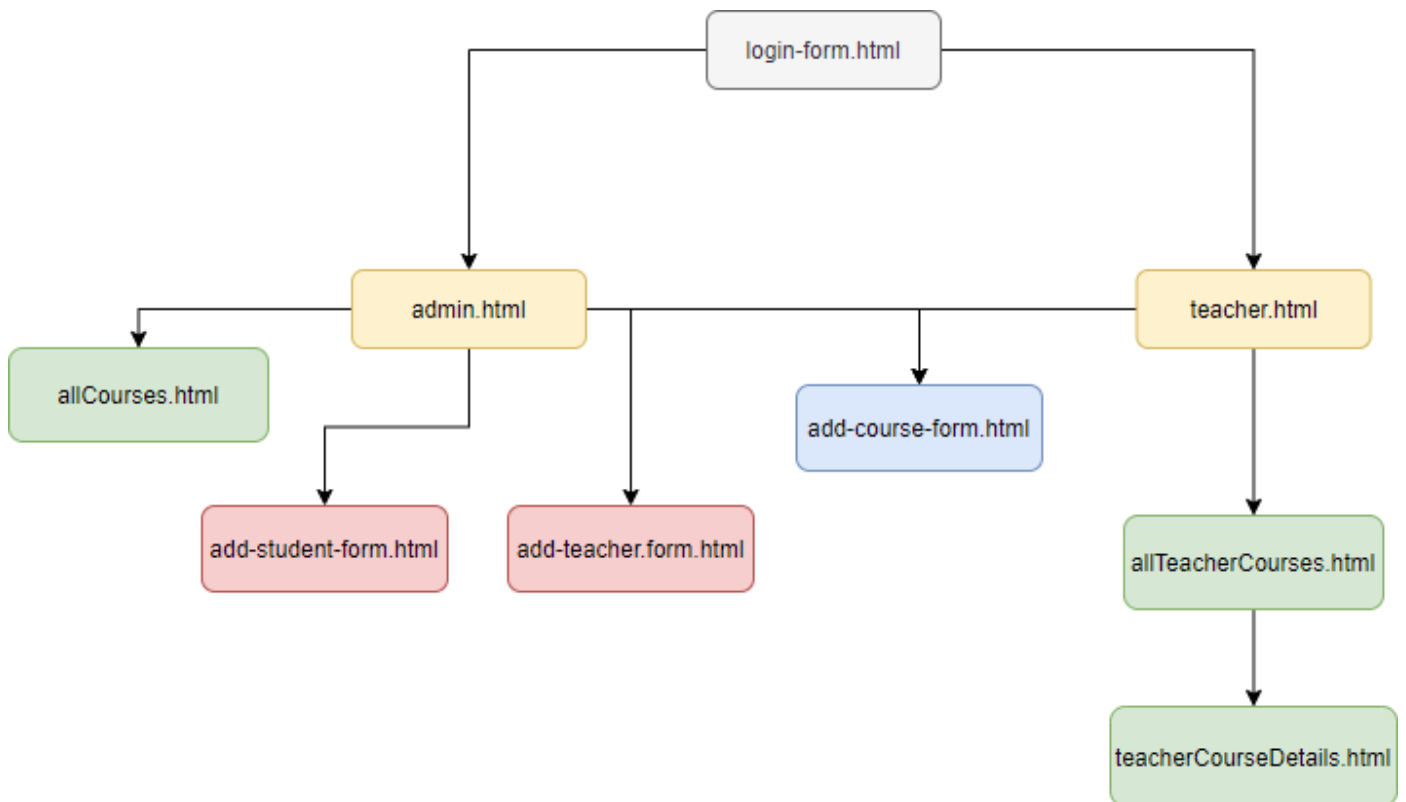 login-form.html
admin.html
teacher.html
allCourses.html
add-course-form.html
add-student-form.html
add-teacher.form.html
allTeacherCourses.html
teacherCourseDetails.html